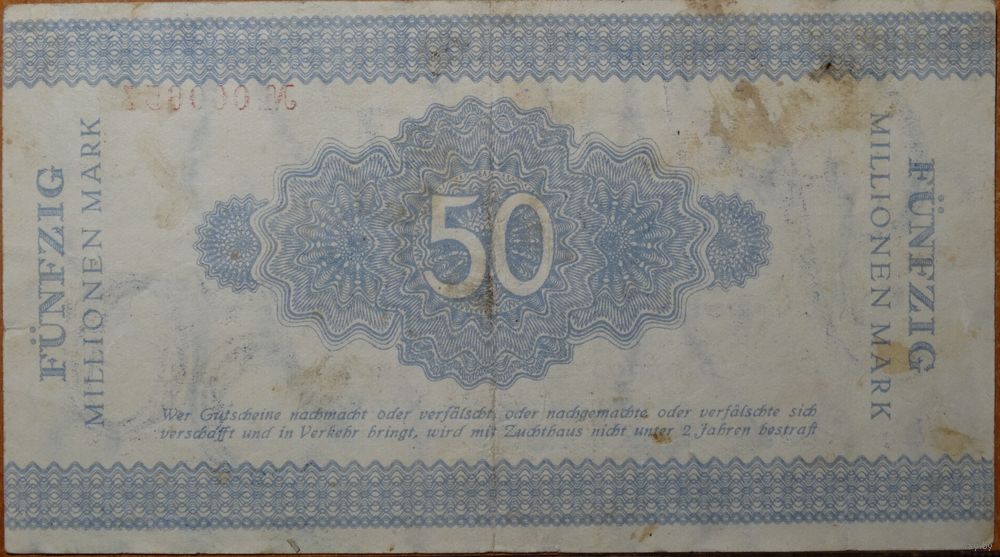 FÜNFZIG
MILLIONEN MARK
50
MILLIONEN MARK
FÜNFZIG
Wer Gutscheine nachmacht oder verfälscht, oder nachgemachte oder verfälschte sich
verschafft und in Verkehr bringt, wird mit Zuchthaus nicht unter 2 Jahren bestraft